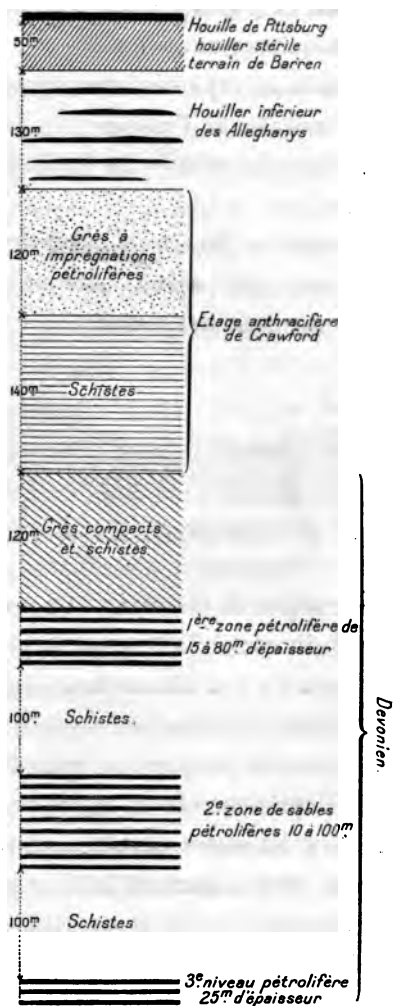 50m
Houille de Pittsburg
houiller stérile
terrain de Barren
130m
Houiller inférieur
des Alleghanys
120m
Grès à
imprégnations
pétrolifères
Etage anthracifère
de Crawford
140m
Schistes
120m
Grés compacts
et schistes
1ère zone pétrolifère de
15 à 80m d'épaisseur
100m
Schistes.
Devonien.
2e zone de sables
pétrolifères 10 à 100m
100m
Schistes
3e niveau pétrolifère
25m d'épaisseur